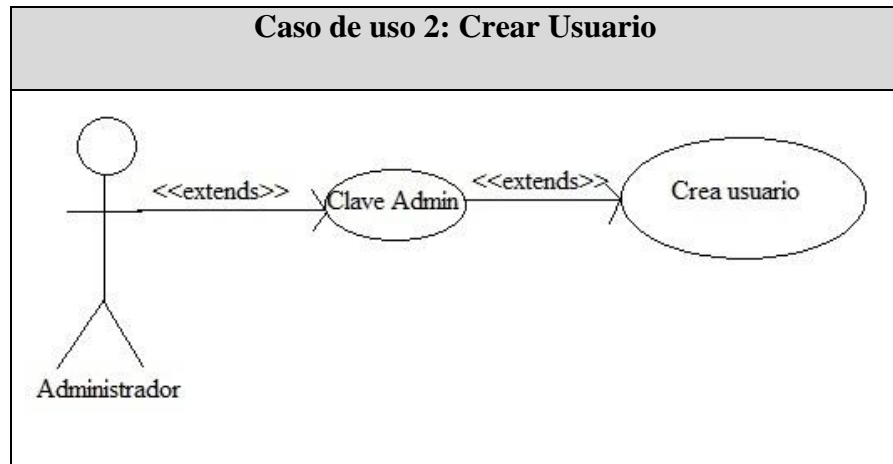 Caso de uso 2: Crear Usuario
<<extends>>
Clave Admin
<<extends>>
Crea usuario
Administrador